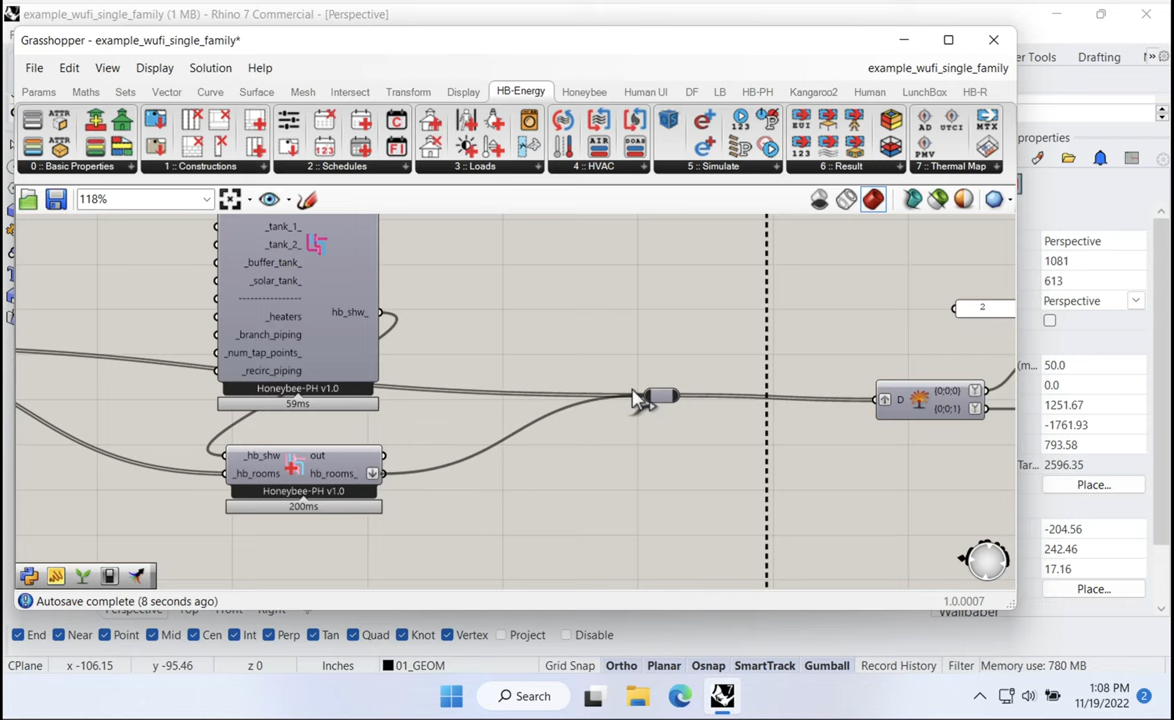 example_wufi_single_family (1 MB) - Rhino 7 Commercial - [Perspective]
Grasshopper - example_wufi_single_family*
File Edit View Display Solution Help
example_wufi_single_family
er Tools Drafting
Params Maths Sets Vector Curve Surface Mesh Intersect Transform Display HB-Energy Honeybee Human UI DF LB HB-PH Kangaroo2 Human LunchBox HB-R
0 :: Basic Properties
1 :: Constructions
2 :: Schedules
3 :: Loads
4 :: HVAC
5 :: Simulate
6 :: Result
7 :: Thermal Map
properties
118%
_tank_1_
_tank_2_
_buffer_tank_
_solar_tank_
----------------
_heaters
_branch_piping
_num_tap_points_
_recirc_piping
hb_shw_
Honeybee-PH v1.0
59ms
_hb_shw
_hb_rooms
out
hb_rooms_
Honeybee-PH v1.0
200ms
2
D
{0;0;0}
{0;0;1}
Perspective
1081
613
Perspective
(m... 50.0
0.0
1251.67
-1761.93
793.58
Tar... 2596.35
Place...
-204.56
242.46
17.16
Place...
Autosave complete (8 seconds ago)
1.0.0007
Wallpaper
End Near Point Mid Cen Int Perp Tan Quad Knot Vertex Project Disable
CPlane x -106.15 y -95.46 z 0 Inches 01_GEOM Grid Snap Ortho Planar Osnap SmartTrack Gumball Record History Filter Memory use: 780 MB
Search
1:08 PM
11/19/2022
2